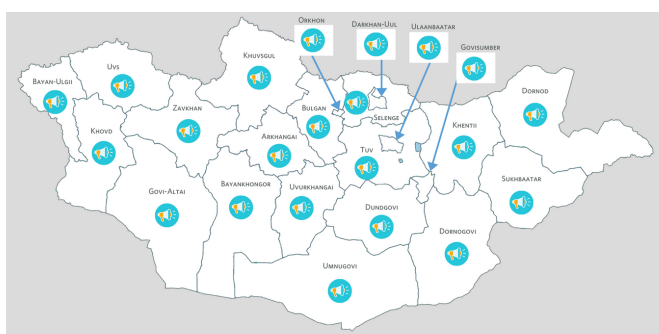 Orkhon
Darkhan-Uul
Ulaanbaatar
Govisumber
Khuvsgul
Uvs
Bayan-Ulgii
Dornod
Zavkhan
Bulgan
Selenge
Khentii
Khovd
Arkhangai
Tuv
Sukhbaatar
Govi-Altai
Bayankhongor
Uvurkhangai
Dundgovi
Dornogovi
Umnugovi